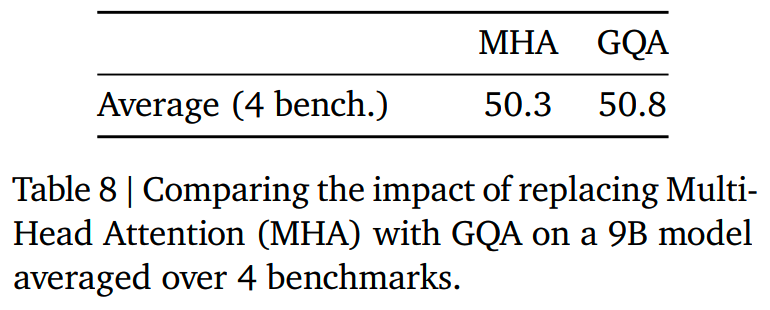 MHA GQA
Average (4 bench.) 50.3 50.8
Table 8 | Comparing the impact of replacing Multi-
Head Attention (MHA) with GQA on a 9B model
averaged over 4 benchmarks.